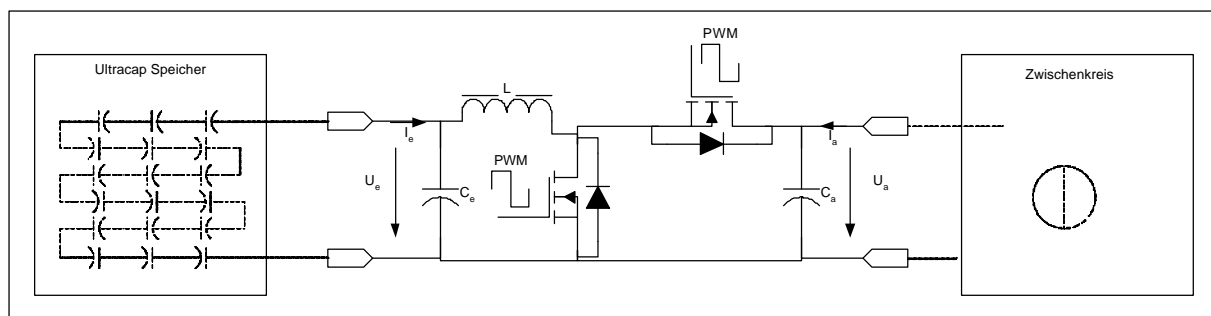 Ultracap Speicher
PWM
Zwischenkreis
L
Ie
Ia
PWM
Ue
Ce
Ca
Ua